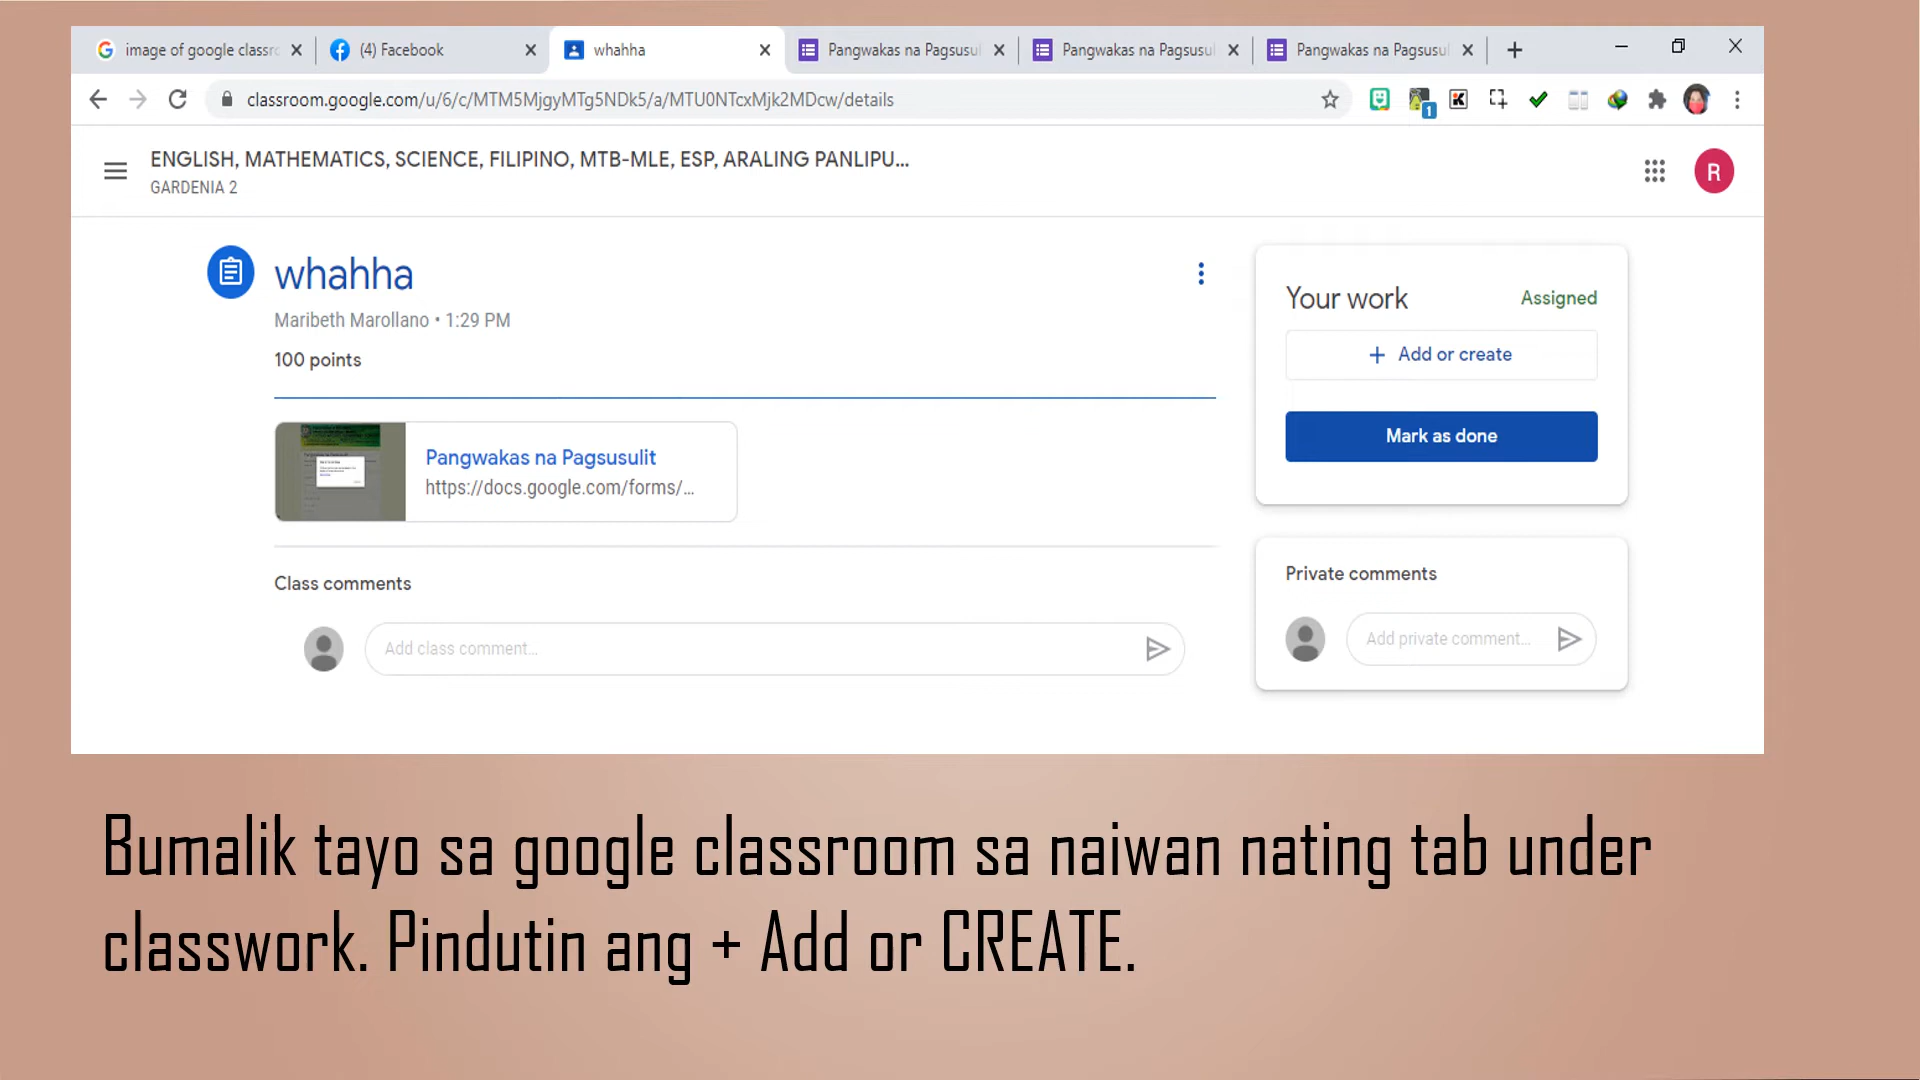 image of google classr
(4) Facebook
whahha
Pangwakas na Pagsusul
Pangwakas na Pagsusul
Pangwakas na Pagsusul
classroom.google.com/u/6/c/MTM5MjgyMTg5NDk5/a/MTU0NTcxMjk2MDcw/details
1
ENGLISH, MATHEMATICS, SCIENCE, FILIPINO, MTB-MLE, ESP, ARALING PANLIPU...
GARDENIA 2
R
whahha
Maribeth Marollano • 1:29 PM
100 points
Your work
Assigned
+ Add or create
Mark as done
Pangwakas na Pagsusulit
https://docs.google.com/forms/...
Class comments
Add class comment...
Private comments
Add private comment...
Bumalik tayo sa google classroom sa naiwan nating tab under
classwork. Pindutin ang + Add or CREATE.